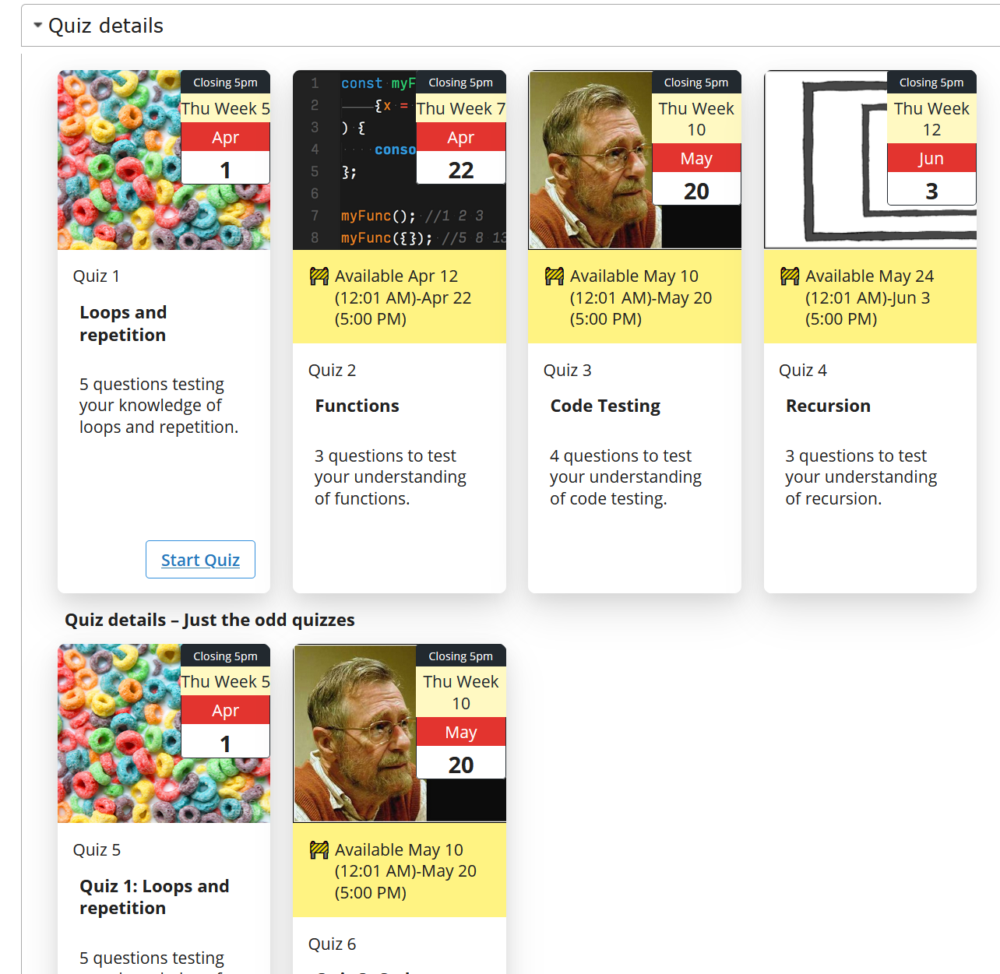 Quiz details
Closing 5pm
Thu Week 5
Apr
1
Quiz 1
Loops and
repetition
5 questions testing
your knowledge of
loops and repetition.
Start Quiz
1 const myF
2 {x =
3 ) {
4 conso
5 };
6
7 myFunc(); //1 2 3
8 myFunc({}); //5 8 13
Closing 5pm
Thu Week 7
Apr
22
Available Apr 12
(12:01 AM)-Apr 22
(5:00 PM)
Quiz 2
Functions
3 questions to test
your understanding
of functions.
Closing 5pm
Thu Week
10
May
20
Available May 10
(12:01 AM)-May 20
(5:00 PM)
Quiz 3
Code Testing
4 questions to test
your understanding
of code testing.
Closing 5pm
Thu Week
12
Jun
3
Available May 24
(12:01 AM)-Jun 3
(5:00 PM)
Quiz 4
Recursion
3 questions to test
your understanding
of recursion.
Quiz details – Just the odd quizzes
Closing 5pm
Thu Week 5
Apr
1
Quiz 5
Quiz 1: Loops and
repetition
5 questions testing
Closing 5pm
Thu Week
10
May
20
Available May 10
(12:01 AM)-May 20
(5:00 PM)
Quiz 6